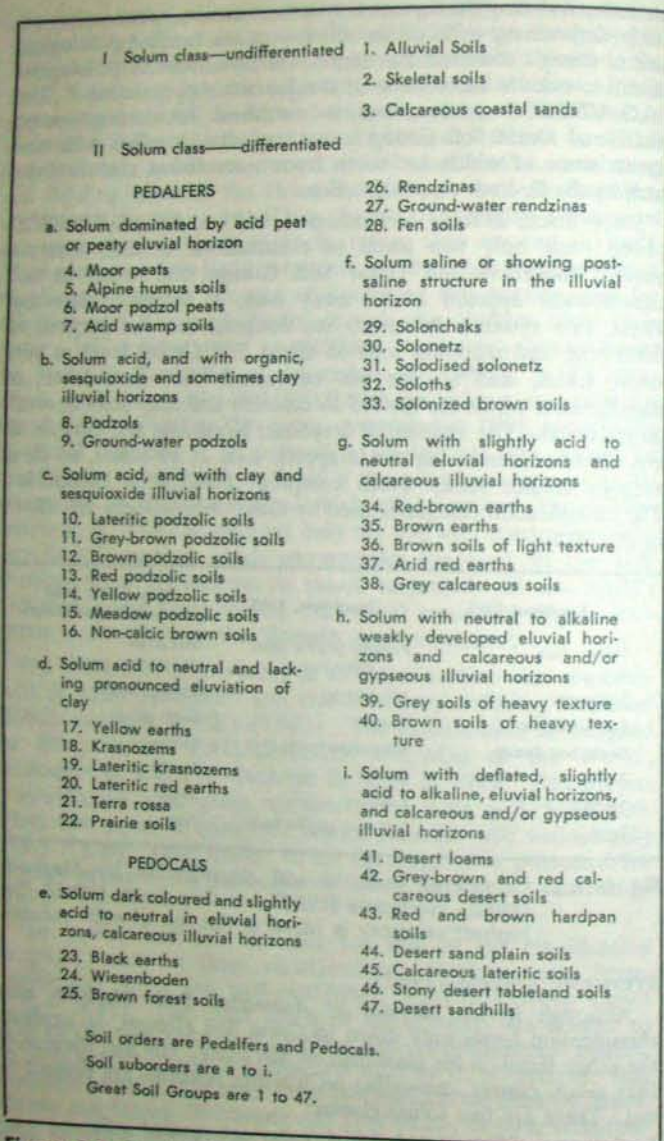 I Solum class—undifferentiated
1. Alluvial Soils
2. Skeletal soils
3. Calcareous coastal sands
II Solum class——differentiated
PEDALFERS
a. Solum dominated by acid peat
or peaty eluvial horizon
4. Moor peats
5. Alpine humus soils
6. Moor podzol peats
7. Acid swamp soils
b. Solum acid, and with organic,
sesquioxide and sometimes clay
illuvial horizons
8. Podzols
9. Ground-water podzols
c. Solum acid, and with clay and
sesquioxide illuvial horizons
10. Lateritic podzolic soils
11. Grey-brown podzolic soils
12. Brown podzolic soils
13. Red podzolic soils
14. Yellow podzolic soils
15. Meadow podzolic soils
16. Non-calcic brown soils
d. Solum acid to neutral and lack-
ing pronounced eluviation of
clay
17. Yellow earths
18. Krasnozems
19. Lateritic krasnozems
20. Lateritic red earths
21. Terra rossa
22. Prairie soils
PEDOCALS
e. Solum dark coloured and slightly
acid to neutral in eluvial hori-
zons, calcareous illuvial horizons
23. Black earths
24. Wiesenboden
25. Brown forest soils
26. Rendzinas
27. Ground-water rendzinas
28. Fen soils
f. Solum saline or showing post-
saline structure in the illuvial
horizon
29. Solonchaks
30. Solonetz
31. Solodised solonetz
32. Soloths
33. Solonized brown soils
g. Solum with slightly acid to
neutral eluvial horizons and
calcareous illuvial horizons
34. Red-brown earths
35. Brown earths
36. Brown soils of light texture
37. Arid red earths
38. Grey calcareous soils
h. Solum with neutral to alkaline
weakly developed eluvial hori-
zons and calcareous and/or
gypseous illuvial horizons
39. Grey soils of heavy texture
40. Brown soils of heavy tex-
ture
i. Solum with deflated, slightly
acid to alkaline, eluvial horizons,
and calcareous and/or gypseous
illuvial horizons
41. Desert loams
42. Grey-brown and red cal-
careous desert soils
43. Red and brown hardpan
soils
44. Desert sand plain soils
45. Calcareous lateritic soils
46. Stony desert tableland soils
47. Desert sandhills
Soil orders are Pedalfers and Pedocals.
Soil suborders are a to i.
Great Soil Groups are 1 to 47.